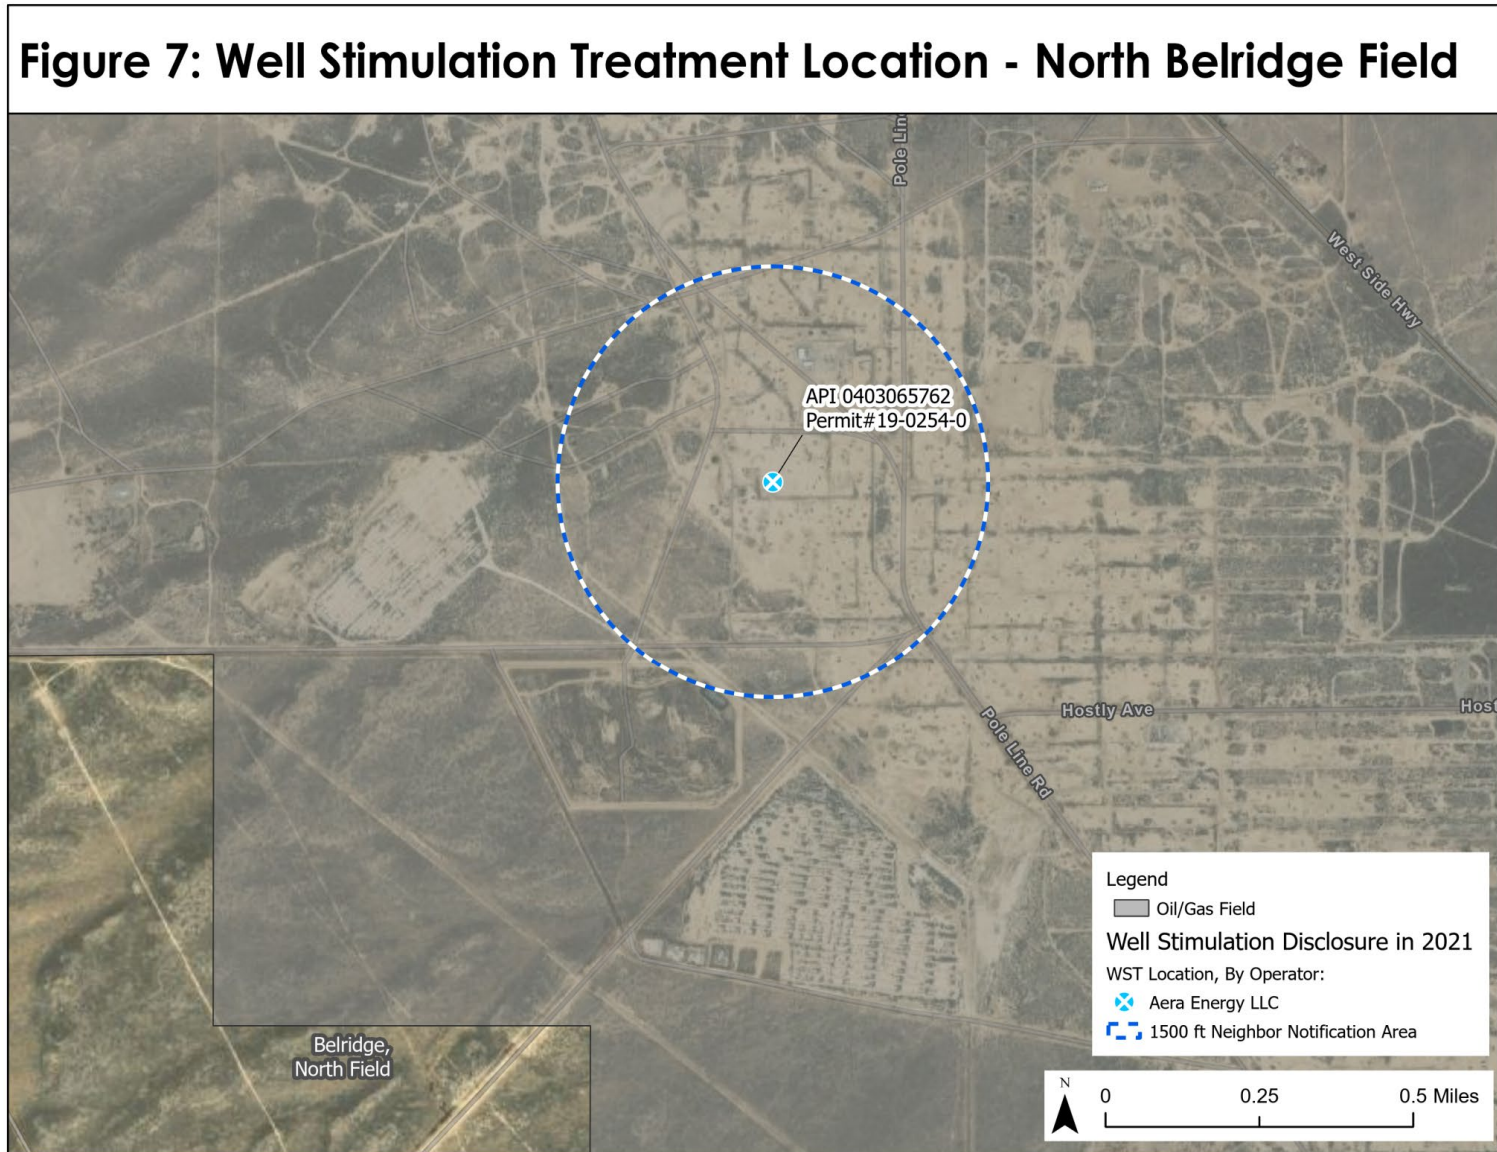 Figure 7: Well Stimulation Treatment Location - North Belridge Field
Pole Lin
West Side Hwy
API 0403065762
Permit#19-0254-0
Hostly Ave
Host
Pole Line Rd
Belridge,
North Field
Legend
Oil/Gas Field
Well Stimulation Disclosure in 2021
WST Location, By Operator:
Aera Energy LLC
1500 ft Neighbor Notification Area
N
0 0.25 0.5 Miles